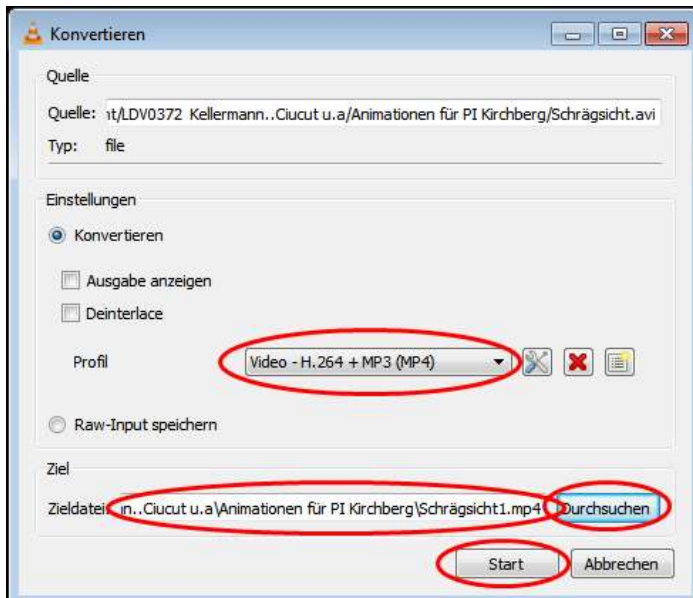 Konvertieren
Quelle
Quelle: nt/LDV0372 Kellermann..Ciucut u.a/Animationen für PI Kirchberg/Schrägsicht.avi
Typ: file
Einstellungen
Konvertieren
Ausgabe anzeigen
Deinterlace
Profil Video - H.264 + MP3 (MP4)
Raw-Input speichern
Ziel
Zieldatei: n..Ciucut u.a\Animationen für PI Kirchberg\Schrägsicht1.mp4 Durchsuchen
Start Abbrechen